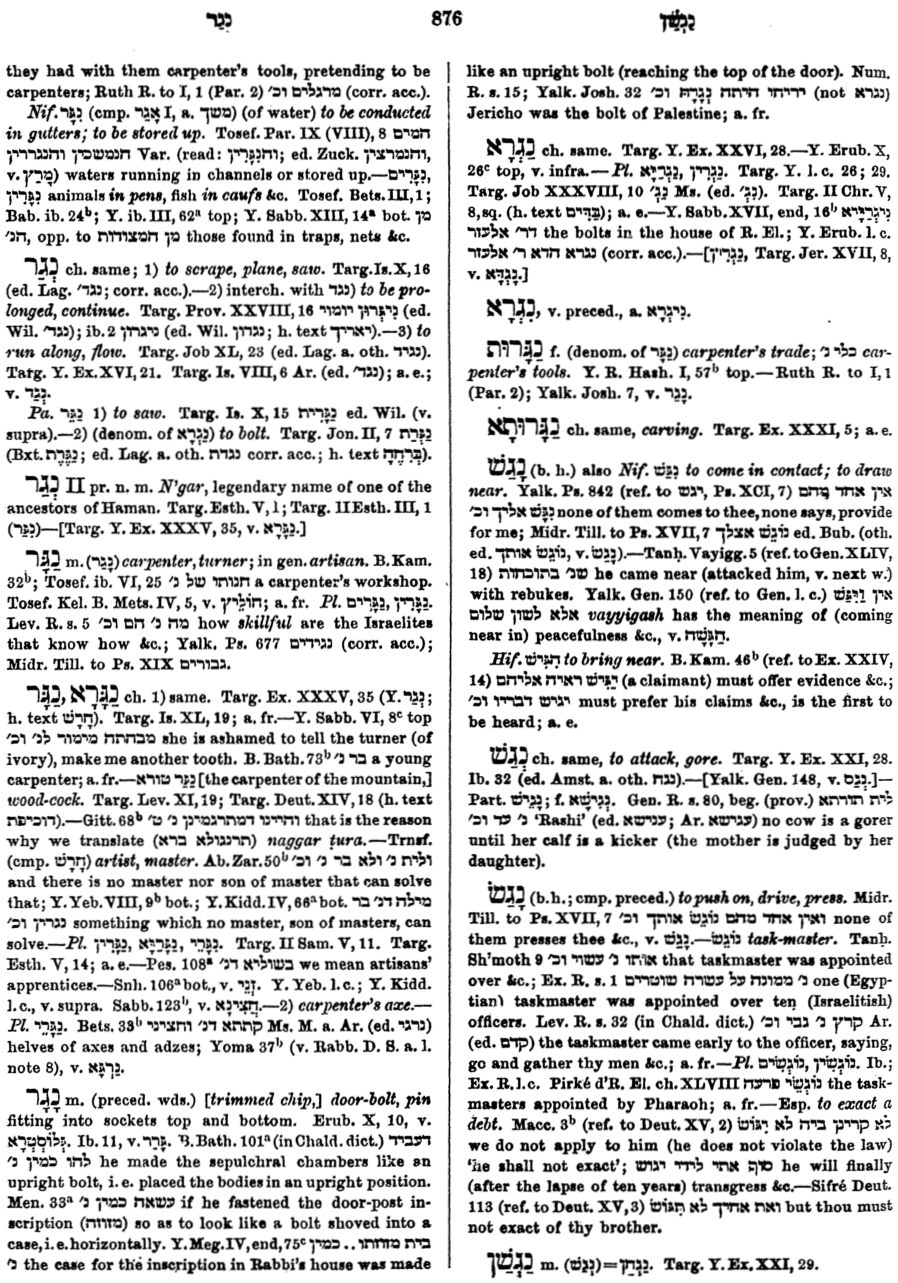 נְגַר
876
נַגְשָׁן
they had with them carpenter's tools, pretending to be
carpenters; Ruth R. to I, 1 (Par. 2) מרגלים וכ׳ (corr. acc.).
Nif. נִגַּר (cmp. אָגַר I, a. משך) (of water) to be conducted
in gutters; to be stored up. Tosef. Par. IX (VIII), 8 המים
הנמשכין והנגררין Var. (read: והנִּגָּרִין; ed. Zuck. והנמרצין,
v. מָרַץ) waters running in channels or stored up.—נִגָּרִים,
נִגָּרִין animals in pens, fish in caufs &c. Tosef. Bets. III, 1;
Bab. ib. 24b; Y. ib. III, 62a top; Y. Sabb. XIII, 14a bot. מן
הנ׳, opp. to מן המצודות those found in traps, nets &c.
נְגַר ch. same; 1) to scrape, plane, saw. Targ. Is. X, 16
(ed. Lag. נגד׳; corr. acc.).—2) interch. with נגד) to be pro-
longed, continue. Targ. Prov. XXVIII, 16 נִיגְּרוּן יומוי (ed.
Wil. נגד׳); ib. 2 ניגרון (ed. Wil. נגדון; h. text יאריך).—3) to
run along, flow. Targ. Job XL, 23 (ed. Lag. a. oth. נגיד).
Targ. Y. Ex. XVI, 21. Targ. Is. VIII, 6 Ar. (ed. נגד׳); a. e.;
v. נְגַד.
Pa. נַגֵּר 1) to saw. Targ. Is. X, 15 נַגָּרִית ed. Wil. (v.
supra).—2) (denom. of נַגְרָא) to bolt. Targ. Jon. II, 7 נַגְּרַת
(Bxt. נַגֶּרֶת; ed. Lag. a. oth. נגדת corr. acc.; h. text בְּרִחֶהָ).
נְגַר II pr. n. m. N'gar, legendary name of one of the
ancestors of Haman. Targ. Esth. V, 1; Targ. II Esth. III, 1
(נַגָּר)—[Targ. Y. Ex. XXXV, 35, v. נַגָּרָא.]
נַגָּר m. (נגר) carpenter, turner; in gen. artisan. B. Kam.
32b; Tosef. ib. VI, 25 חנותו של נ׳ a carpenter's workshop.
Tosef. Kel. B. Mets. IV, 5, v. חוֹלִיץ; a. fr. Pl. נַגָּרִים, נַגָּרִין.
Lev. R. s. 5 מה נ׳ הם וכ׳ how skillful are the Israelites
that know how &c.; Yalk. Ps. 677 נגידים (corr. acc.);
Midr. Till. to Ps. XIX גבורים.
נַגָּרָא, נַגָּר ch. 1) same. Targ. Ex. XXXV, 35 (Y. נְגַר;
h. text חָרָשׁ). Targ. Is. XL, 19; a. fr.—Y. Sabb. VI, 8c top
מבהתה מימור לנ׳ וכ׳ she is ashamed to tell the turner (of
ivory), make me another tooth. B. Bath. 73b בר נ׳ a young
carpenter; a. fr.—נַגַּר טורא [the carpenter of the mountain,]
wood-cock. Targ. Lev. XI, 19; Targ. Deut. XIV, 18 (h. text
דוכיפת).—Gitt. 68b והיינו דמתרגמינן נ׳ ט׳ that is the reason
why we translate (תרנגולא ברא) naggar ṭura.—Trnsf.
(cmp. חָרָשׁ) artist, master. Ab. Zar. 50b ולית נ׳ ולא בר נ׳ וכ׳
and there is no master nor son of master that can solve
that; Y. Yeb. VIII, 9b bot.; Y. Kidd. IV, 66a bot. מילה דנ׳ בר
נגרין וכ׳ something which no master, son of masters, can
solve.—Pl. נַגָּרֵי, נַגָּרַיָּא, נַגָּרִין. Targ. II Sam. V, 11. Targ.
Esth. V, 14; a. e.—Pes. 108a בשוליא דנ׳ we mean artisans'
apprentices.—Snh. 106a bot., v. זְנֵי. Y. Yeb. l. c.; Y. Kidd.
l. c., v. supra. Sabb. 123b, v. חֲצִינָא.—2) carpenter's axe.—
Pl. נַגָּרֵי. Bets. 33b קתתא דנ׳ וחציני Ms. M. a. Ar. (ed. נרגי)
helves of axes and adzes; Yoma 37b (v. Rabb. D. S. a. l.
note 8), v. נַרְגָּא.
נֶגֶר m. (preced. wds.) [trimmed chip,] door-bolt, pin
fitting into sockets top and bottom. Erub. X, 10, v.
גְּלוֹסְטְרָא. Ib. 11, v. גָּרַר. B. Bath. 101a (in Chald. dict.) דעביד
להו כמין נ׳ he made the sepulchral chambers like an
upright bolt, i. e. placed the bodies in an upright position.
Men. 33a עשאה כמין נ׳ if he fastened the door-post in-
scription (מזוזה) so as to look like a bolt shoved into a
case, i. e. horizontally. Y. Meg. IV, end, 75c בית מזוזתו .. כמין
נ׳ the case for the inscription in Rabbi's house was made
like an upright bolt (reaching the top of the door). Num.
R. s. 15; Yalk. Josh. 32 יריחו היתה נִגְרָהּ וכ׳ (not נגרא)
Jericho was the bolt of Palestine; a. fr.
נַגְרָא ch. same. Targ. Y. Ex. XXVI, 28.—Y. Erub. X,
26c top, v. infra.—Pl. נַגְרִין, נַגְרַיָּא. Targ. Y. l. c. 26; 29.
Targ. Job XXXVIII, 10 נַגְ׳ Ms. (ed. נְגַ׳). Targ. II Chr. V,
8, sq. (h. text בַּדִּים); a. e.—Y. Sabb. XVII, end, 16b נִיגְרַיָּיא
דר׳ אלעזר the bolts in the house of R. El.; Y. Erub. l. c.
נגרא הדא ר׳ אלעזר (corr. acc.).—[נַגְרִין, Targ. Jer. XVII, 8,
v. נִגְדָּא.]
נִגְרָא, v. preced., a. נִיגְרָא.
נַגָּרוּת f. (denom. of נַגָּר) carpenter's trade; כלי נ׳ car-
penter's tools. Y. R. Hash. I, 57b top.—Ruth R. to I, 1
(Par. 2); Yalk. Josh. 7, v. נָגַר.
נַגָּרוּתָא ch. same, carving. Targ. Ex. XXXI, 5; a. e.
נָגַשׁ (b. h.) also Nif. נִגַּשׁ to come in contact; to draw
near. Yalk. Ps. 842 (ref. to יגש, Ps. XCI, 7) אין אחד מהם
נִגָּשׁ אליך וכ׳ none of them comes to thee, none says, provide
for me; Midr. Till. to Ps. XVII, 7 נוֹגֵשׁ אצלך ed. Bub. (oth.
ed. נוֹגֵשׂ אותך, v. נָגַשׂ).—Tanḥ. Vayigg. 5 (ref. to Gen. XLIV,
18) שנ׳ בתוכחות he came near (attacked him, v. next w.)
with rebukes. Yalk. Gen. 150 (ref. to Gen. l. c.) אין וַיִּגַּשׁ
אלא לשון שלום vayyigash has the meaning of (coming
near in) peacefulness &c., v. הַגָּשָׁה.
Hif. הִגִּישׁ to bring near. B. Kam. 46b (ref. to Ex. XXIV,
14) יַגִּישׁ ראיה אליהם (a claimant) must offer evidence &c.;
יגיש דבריו וכ׳ must prefer his claims &c., is the first to
be heard; a. e.
נְגַשׁ ch. same, to attack, gore. Targ. Y. Ex. XXI, 28.
Ib. 32 (ed. Amst. a. oth. נגח).—[Yalk. Gen. 148, v. נְגַס.]—
Part. נָגֵישׁ; f. נָגִישָׁא. Gen. R. s. 80, beg. (prov.) לית תורתא
נ׳ עד וכ׳ 'Rashi' (ed. ענישא; Ar. עגישא) no cow is a gorer
until her calf is a kicker (the mother is judged by her
daughter).
נָגַשׂ (b. h.; cmp. preced.) to push on, drive, press. Midr.
Till. to Ps. XVII, 7 ואין אחד מהם נוֹגֵשׂ אותך וכ׳ none of
them presses thee &c., v. נָגַשׁ.—נוֹגֵשׂ task-master. Tanḥ.
Sh'moth 9 אותו נ׳ עשוי וכ׳ that taskmaster was appointed
over &c.; Ex. R. s. 1 נ׳ ממונה על עשרה שוטרים one (Egyp-
tian) taskmaster was appointed over ten (Israelitish)
officers. Lev. R. s. 32 (in Chald. dict.) קרץ נ׳ גבי וכ׳ Ar.
(ed. קדם) the taskmaster came early to the officer, saying,
go and gather thy men &c.; a. fr.—Pl. נוֹגְשִׂים, נוֹגְשִׂין. Ib.;
Ex. R. l. c. Pirké d'R. El. ch. XLVIII נוֹגְשֵׂי פרעה the task-
masters appointed by Pharaoh; a. fr.—Esp. to exact a
debt. Macc. 3b (ref. to Deut. XV, 2) לא קרינן ביה לא יִגּוֹשׂ
we do not apply to him (he does not violate the law)
'he shall not exact'; סוף אתי לידי יגוש he will finally
(after the lapse of ten years) transgress &c.—Sifré Deut.
113 (ref. to Deut. XV, 3) ואת אחיך לא תִּגּוֹשׂ but thou must
not exact of thy brother.
נַגְשָׁן m. (נְגַשׁ)=נַגְחָן. Targ. Y. Ex. XXI, 29.